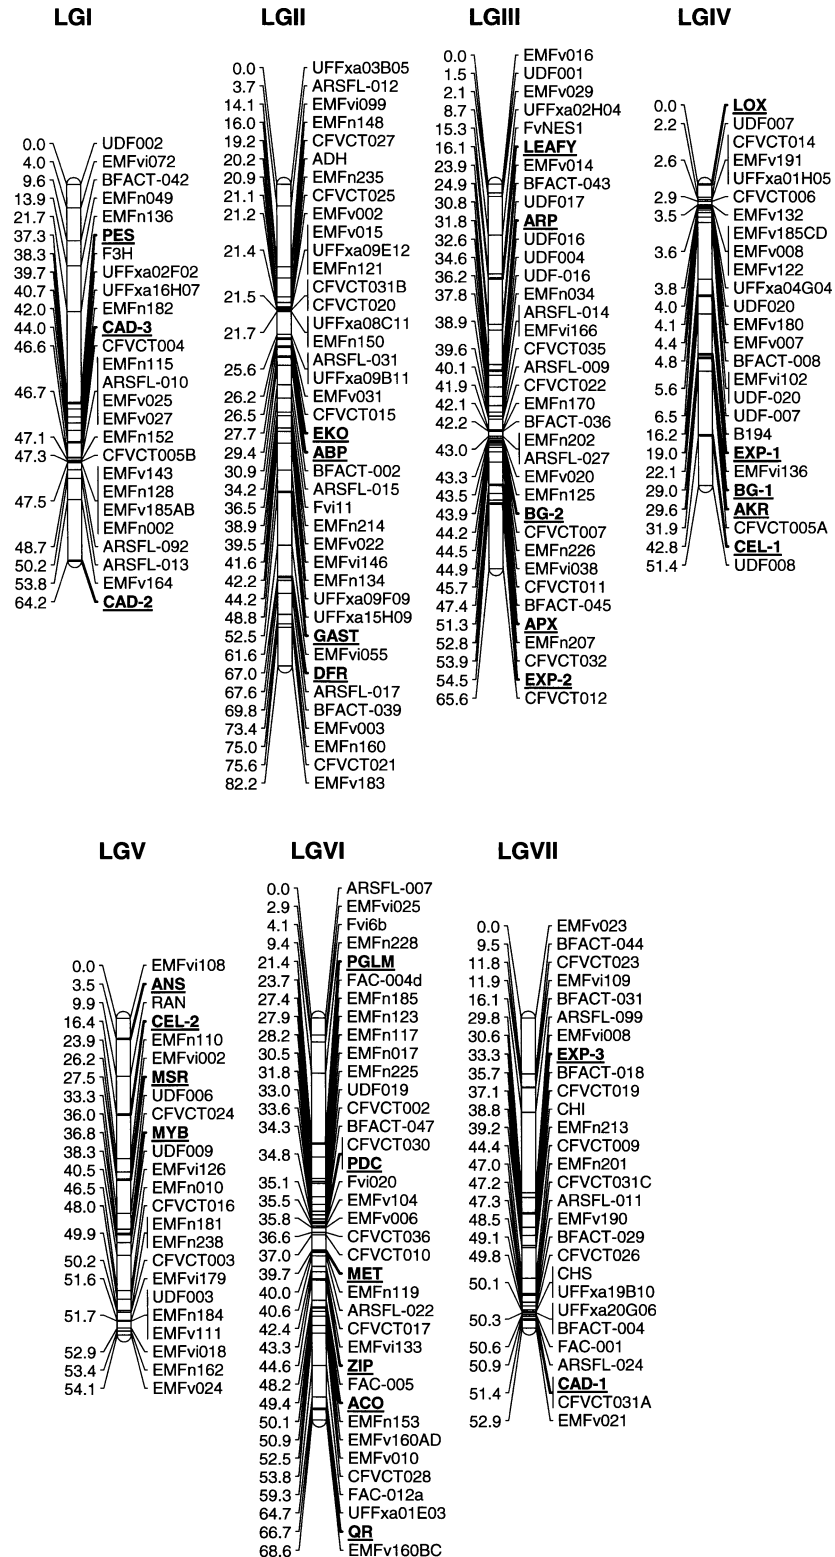 LGI
0.0 UDF002
4.0 EMFvi072
9.6 BFACT-042
13.9 EMFn049
21.7 EMFn136
37.3 PES
38.3 F3H
39.7 UFFxa02F02
40.7 UFFxa16H07
42.0 EMFn182
44.0 CAD-3
46.6 CFVCT004
EMFn115
46.7 ARSFL-010
EMFv025
EMFv027
47.1 EMFn152
47.3 CFVCT005B
EMFv143
47.5 EMFn128
EMFv185AB
EMFn002
48.7 ARSFL-092
50.2 ARSFL-013
53.8 EMFv164
64.2 CAD-2
LGII
0.0 UFFxa03B05
3.7 ARSFL-012
14.1 EMFvi099
16.0 EMFn148
19.2 CFVCT027
20.2 ADH
20.9 EMFn235
21.1 CFVCT025
21.2 EMFv002
EMFv015
21.4 UFFxa09E12
EMFn121
21.5 CFVCT031B
CFVCT020
21.7 UFFxa08C11
EMFn150
25.6 ARSFL-031
UFFxa09B11
26.2 EMFv031
26.5 CFVCT015
27.7 EKO
29.4 ABP
30.9 BFACT-002
34.2 ARSFL-015
36.5 Fvi11
38.9 EMFn214
39.5 EMFv022
41.6 EMFvi146
42.2 EMFn134
44.2 UFFxa09F09
48.8 UFFxa15H09
52.5 GAST
61.6 EMFvi055
67.0 DFR
67.6 ARSFL-017
69.8 BFACT-039
73.4 EMFv003
75.0 EMFn160
75.6 CFVCT021
82.2 EMFv183
LGIII
0.0 EMFv016
1.5 UDF001
2.1 EMFv029
8.7 UFFxa02H04
15.3 FvNES1
16.1 LEAFY
23.9 EMFv014
24.9 BFACT-043
30.8 UDF017
31.8 ARP
32.6 UDF016
34.6 UDF004
36.2 UDF-016
37.8 EMFn034
38.9 ARSFL-014
EMFvi166
39.6 CFVCT035
40.1 ARSFL-009
41.9 CFVCT022
42.1 EMFn170
42.2 BFACT-036
43.0 EMFn202
ARSFL-027
43.3 EMFv020
43.5 EMFn125
43.9 BG-2
44.2 CFVCT007
44.5 EMFn226
44.9 EMFvi038
45.7 CFVCT011
47.4 BFACT-045
51.3 APX
52.8 EMFn207
53.9 CFVCT032
54.5 EXP-2
65.6 CFVCT012
LGIV
0.0 LOX
2.2 UDF007
CFVCT014
2.6 EMFv191
UFFxa01H05
2.9 CFVCT006
3.5 EMFv132
EMFv185CD
3.6 EMFv008
EMFv122
3.8 UFFxa04G04
4.0 UDF020
4.1 EMFv180
4.4 EMFv007
4.8 BFACT-008
5.6 EMFvi102
UDF-020
6.5 UDF-007
16.2 B194
19.0 EXP-1
22.1 EMFvi136
29.0 BG-1
29.6 AKR
31.9 CFVCT005A
42.8 CEL-1
51.4 UDF008
LGV
0.0 EMFvi108
3.5 ANS
9.9 RAN
16.4 CEL-2
23.9 EMFn110
26.2 EMFvi002
27.5 MSR
33.3 UDF006
36.0 CFVCT024
36.8 MYB
38.3 UDF009
40.5 EMFvi126
46.5 EMFn010
48.0 CFVCT016
49.9 EMFn181
EMFn238
50.2 CFVCT003
51.6 EMFvi179
UDF003
51.7 EMFn184
EMFv111
52.9 EMFvi018
53.4 EMFn162
54.1 EMFv024
LGVI
0.0 ARSFL-007
2.9 EMFvi025
4.1 Fvi6b
9.4 EMFn228
21.4 PGLM
23.7 FAC-004d
27.4 EMFn185
27.9 EMFn123
28.2 EMFn117
30.5 EMFn017
31.8 EMFn225
33.0 UDF019
33.6 CFVCT002
34.3 BFACT-047
34.8 CFVCT030
PDC
35.1 Fvi020
35.5 EMFv104
35.8 EMFv006
36.6 CFVCT036
37.0 CFVCT010
39.7 MET
40.0 EMFn119
40.6 ARSFL-022
42.4 CFVCT017
43.3 EMFvi133
44.6 ZIP
48.2 FAC-005
49.4 ACO
50.1 EMFn153
50.9 EMFv160AD
52.5 EMFv010
53.8 CFVCT028
59.3 FAC-012a
64.7 UFFxa01E03
66.7 QR
68.6 EMFv160BC
LGVII
0.0 EMFv023
9.5 BFACT-044
11.8 CFVCT023
11.9 EMFvi109
16.1 BFACT-031
29.8 ARSFL-099
30.6 EMFvi008
33.3 EXP-3
35.7 BFACT-018
37.1 CFVCT019
38.8 CHI
39.2 EMFn213
44.4 CFVCT009
47.0 EMFn201
47.2 CFVCT031C
47.3 ARSFL-011
48.5 EMFv190
49.1 BFACT-029
49.8 CFVCT026
50.1 CHS
UFFxa19B10
50.3 UFFxa20G06
BFACT-004
50.6 FAC-001
50.9 ARSFL-024
51.4 CAD-1
CFVCT031A
52.9 EMFv021